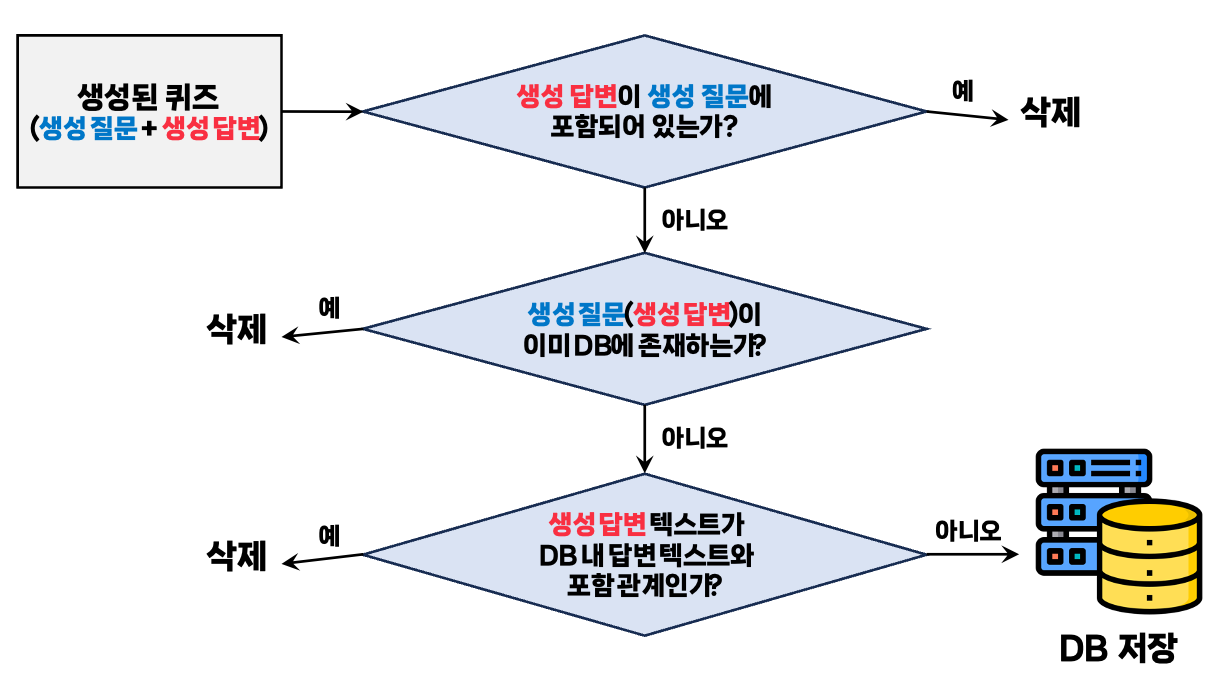 생성된 퀴즈
(생성 질문 + 생성 답변)
생성 답변이 생성 질문에
포함되어 있는가?
예
삭제
아니오
생성 질문(생성 답변)이
이미 DB에 존재하는가?
예
삭제
아니오
생성 답변 텍스트가
DB 내 답변 텍스트와
포함 관계인가?
예
삭제
아니오
DB 저장